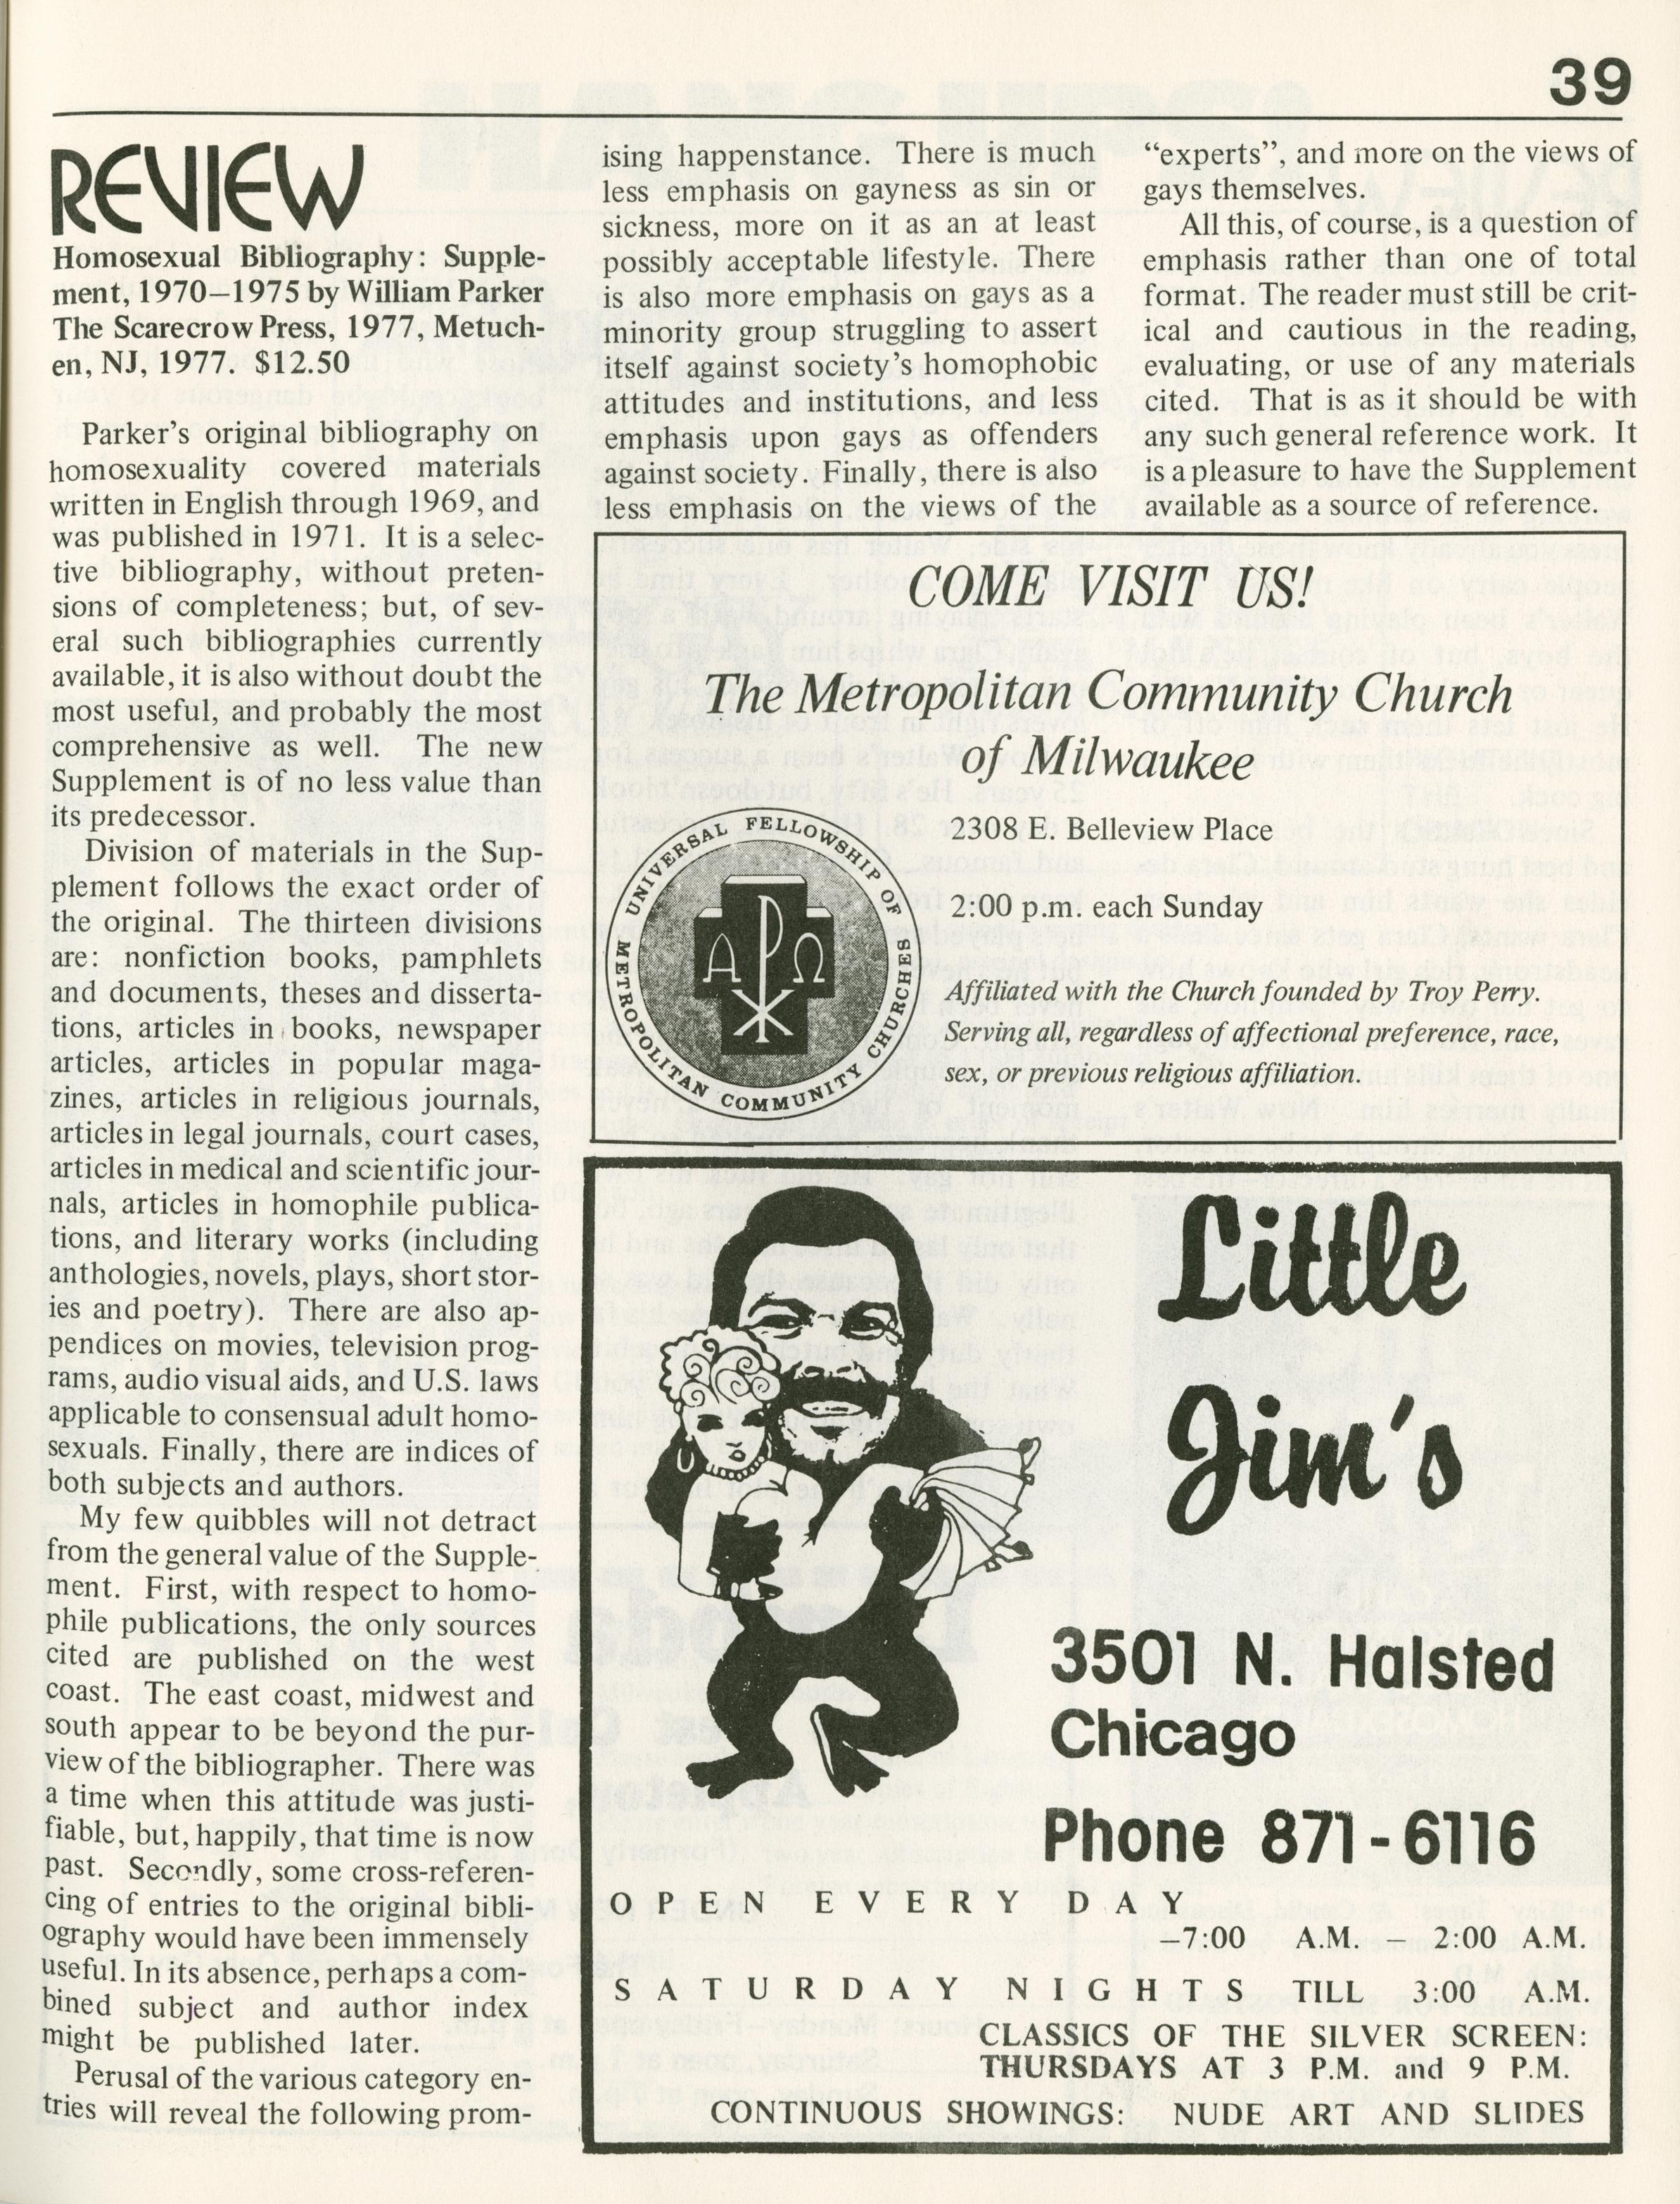 39
REVIEW
Homosexual Bibliography: Supple-
ment, 1970–1975 by William Parker
The Scarecrow Press, 1977, Metuch-
en, NJ, 1977. $12.50
Parker's original bibliography on
homosexuality covered materials
written in English through 1969, and
was published in 1971. It is a selec-
tive bibliography, without preten-
sions of completeness; but, of sev-
eral such bibliographies currently
available, it is also without doubt the
most useful, and probably the most
comprehensive as well. The new
Supplement is of no less value than
its predecessor.
Division of materials in the Sup-
plement follows the exact order of
the original. The thirteen divisions
are: nonfiction books, pamphlets
and documents, theses and disserta-
tions, articles in books, newspaper
articles, articles in popular maga-
zines, articles in religious journals,
articles in legal journals, court cases,
articles in medical and scientific jour-
nals, articles in homophile publica-
tions, and literary works (including
anthologies, novels, plays, short stor-
ies and poetry). There are also ap-
pendices on movies, television prog-
rams, audio visual aids, and U.S. laws
applicable to consensual adult homo-
sexuals. Finally, there are indices of
both subjects and authors.
My few quibbles will not detract
from the general value of the Supple-
ment. First, with respect to homo-
phile publications, the only sources
cited are published on the west
coast. The east coast, midwest and
south appear to be beyond the pur-
view of the bibliographer. There was
a time when this attitude was justi-
fiable, but, happily, that time is now
past. Secondly, some cross-referen-
cing of entries to the original bibli-
ography would have been immensely
useful. In its absence, perhaps a com-
bined subject and author index
might be published later.
Perusal of the various category en-
tries will reveal the following prom-
ising happenstance. There is much
less emphasis on gayness as sin or
sickness, more on it as an at least
possibly acceptable lifestyle. There
is also more emphasis on gays as a
minority group struggling to assert
itself against society's homophobic
attitudes and institutions, and less
emphasis upon gays as offenders
against society. Finally, there is also
less emphasis on the views of the
"experts", and more on the views of
gays themselves.
All this, of course, is a question of
emphasis rather than one of total
format. The reader must still be crit-
ical and cautious in the reading,
evaluating, or use of any materials
cited. That is as it should be with
any such general reference work. It
is a pleasure to have the Supplement
available as a source of reference.
COME VISIT US!
The Metropolitan Community Church
of Milwaukee
UNIVERSAL FELLOWSHIP OF
METROPOLITAN COMMUNITY CHURCHES
Α Ω
2308 E. Belleview Place
2:00 p.m. each Sunday
Affiliated with the Church founded by Troy Perry.
Serving all, regardless of affectional preference, race,
sex, or previous religious affiliation.
Little
Jim's
3501 N. Halsted
Chicago
Phone 871-6116
OPEN EVERY DAY
–7:00 A.M. – 2:00 A.M.
SATURDAY NIGHTS TILL 3:00 A.M.
CLASSICS OF THE SILVER SCREEN:
THURSDAYS AT 3 P.M. and 9 P.M.
CONTINUOUS SHOWINGS: NUDE ART AND SLIDES